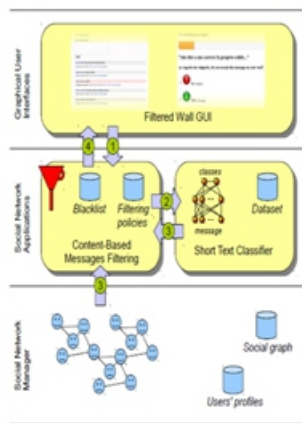 Graphical User
Interfaces
Filtered Wall GUI
4
1
Social Network
Applications
Blacklist
Filtering
policies
Content-Based
Messages Filtering
2
3
classes
message
Dataset
Short Text Classifier
3
Social Network
Manager
Social graph
Users' profiles